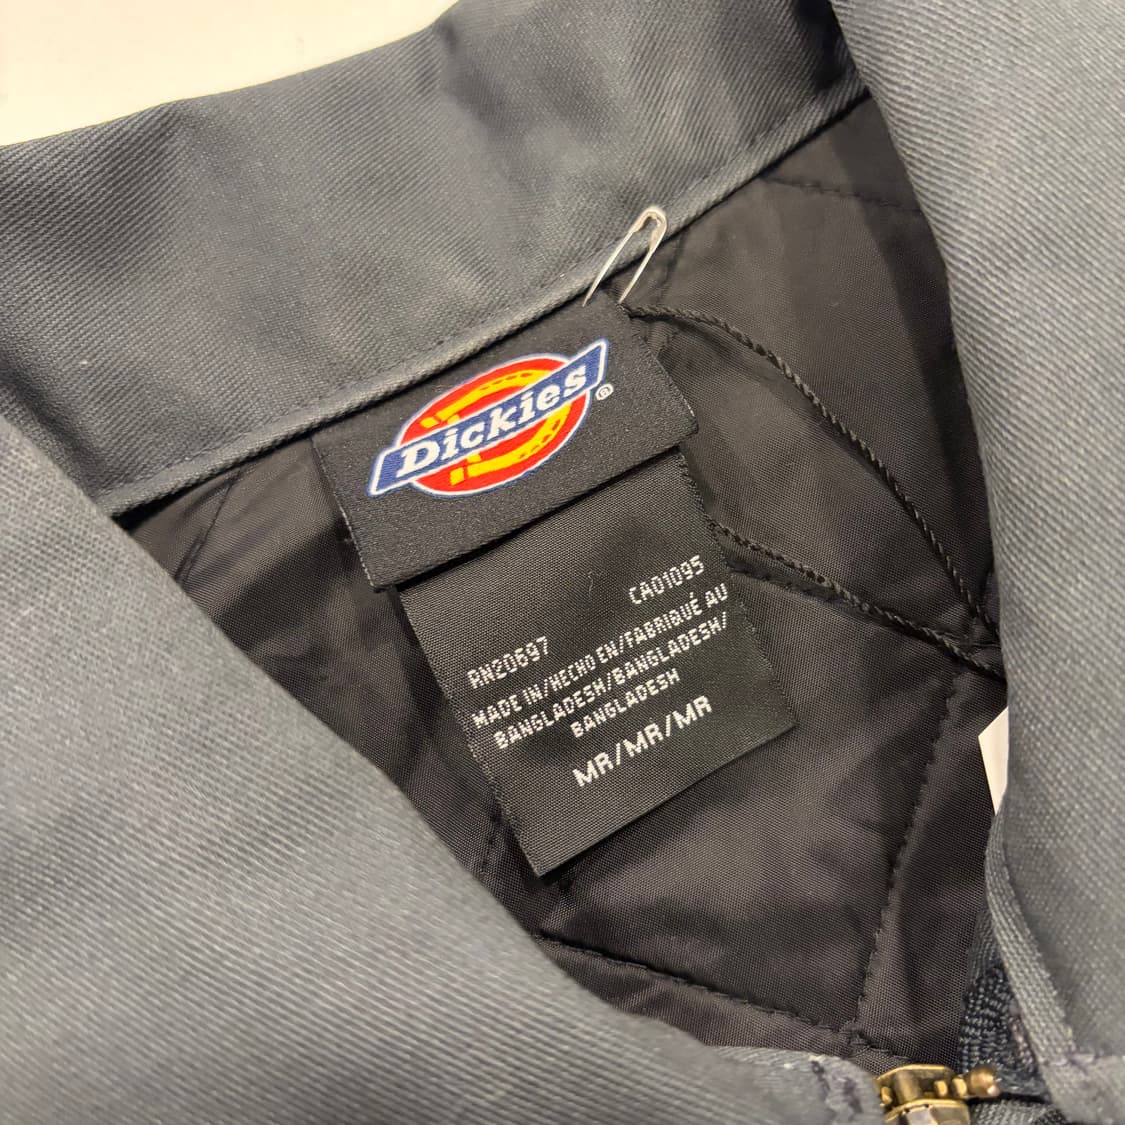 Dickies®
RN20697 CA01095
MADE IN/HECHO EN/FABRIQUÉ AU
BANGLADESH/BANGLADESH/
BANGLADESH
MR/MR/MR